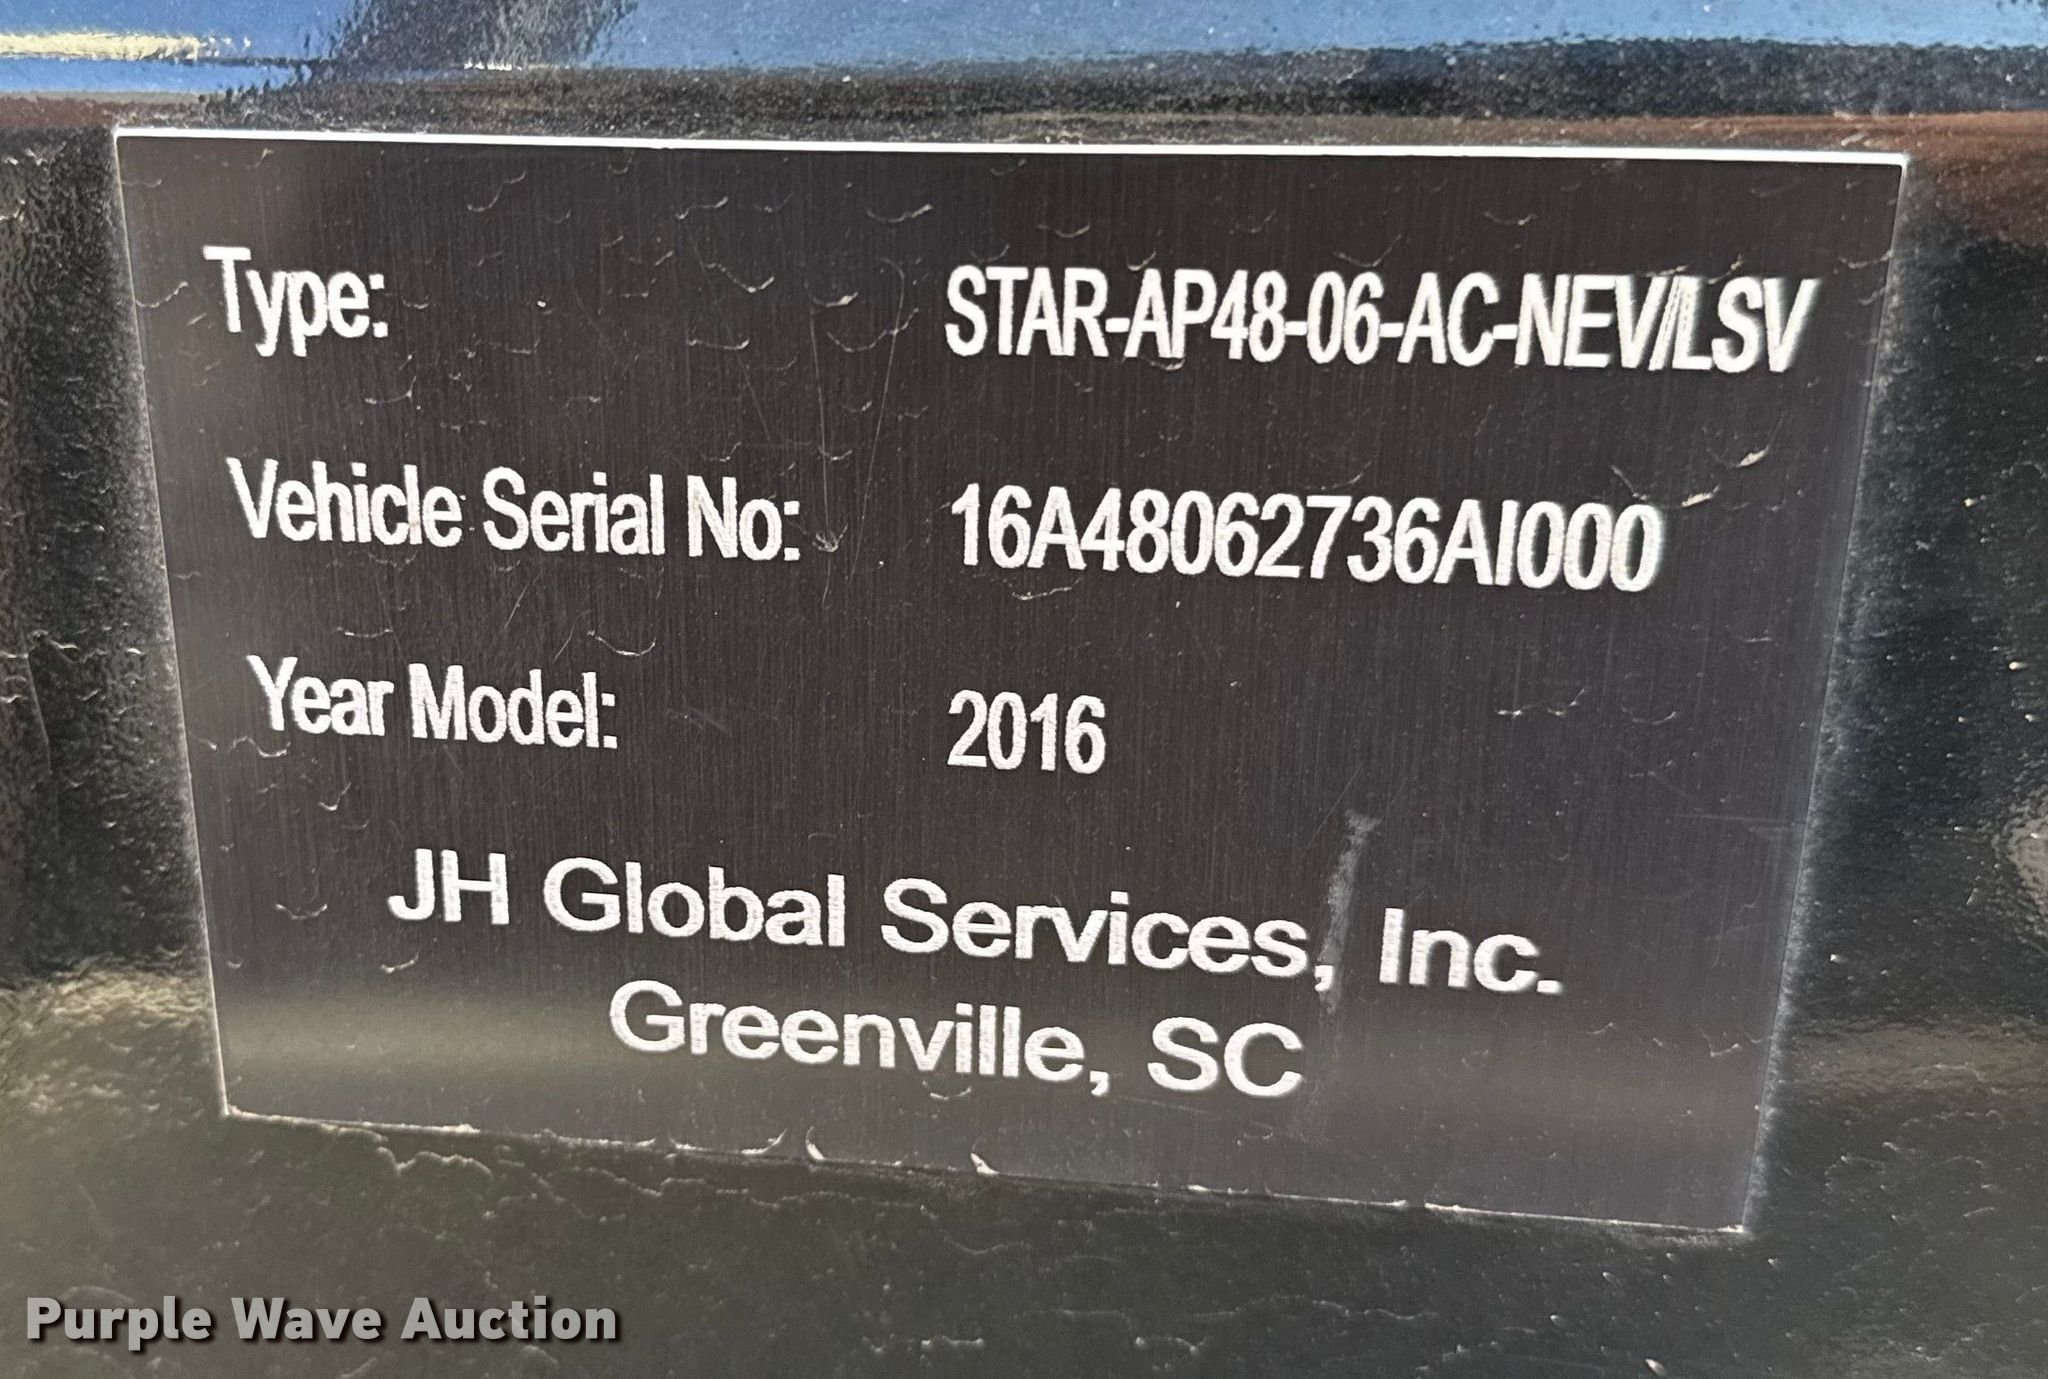 Type: STAR-AP48-06-AC-NEV/LSV
Vehicle Serial No: 16A48062736AI000
Year Model: 2016
JH Global Services, Inc.
Greenville, SC
Purple Wave Auction